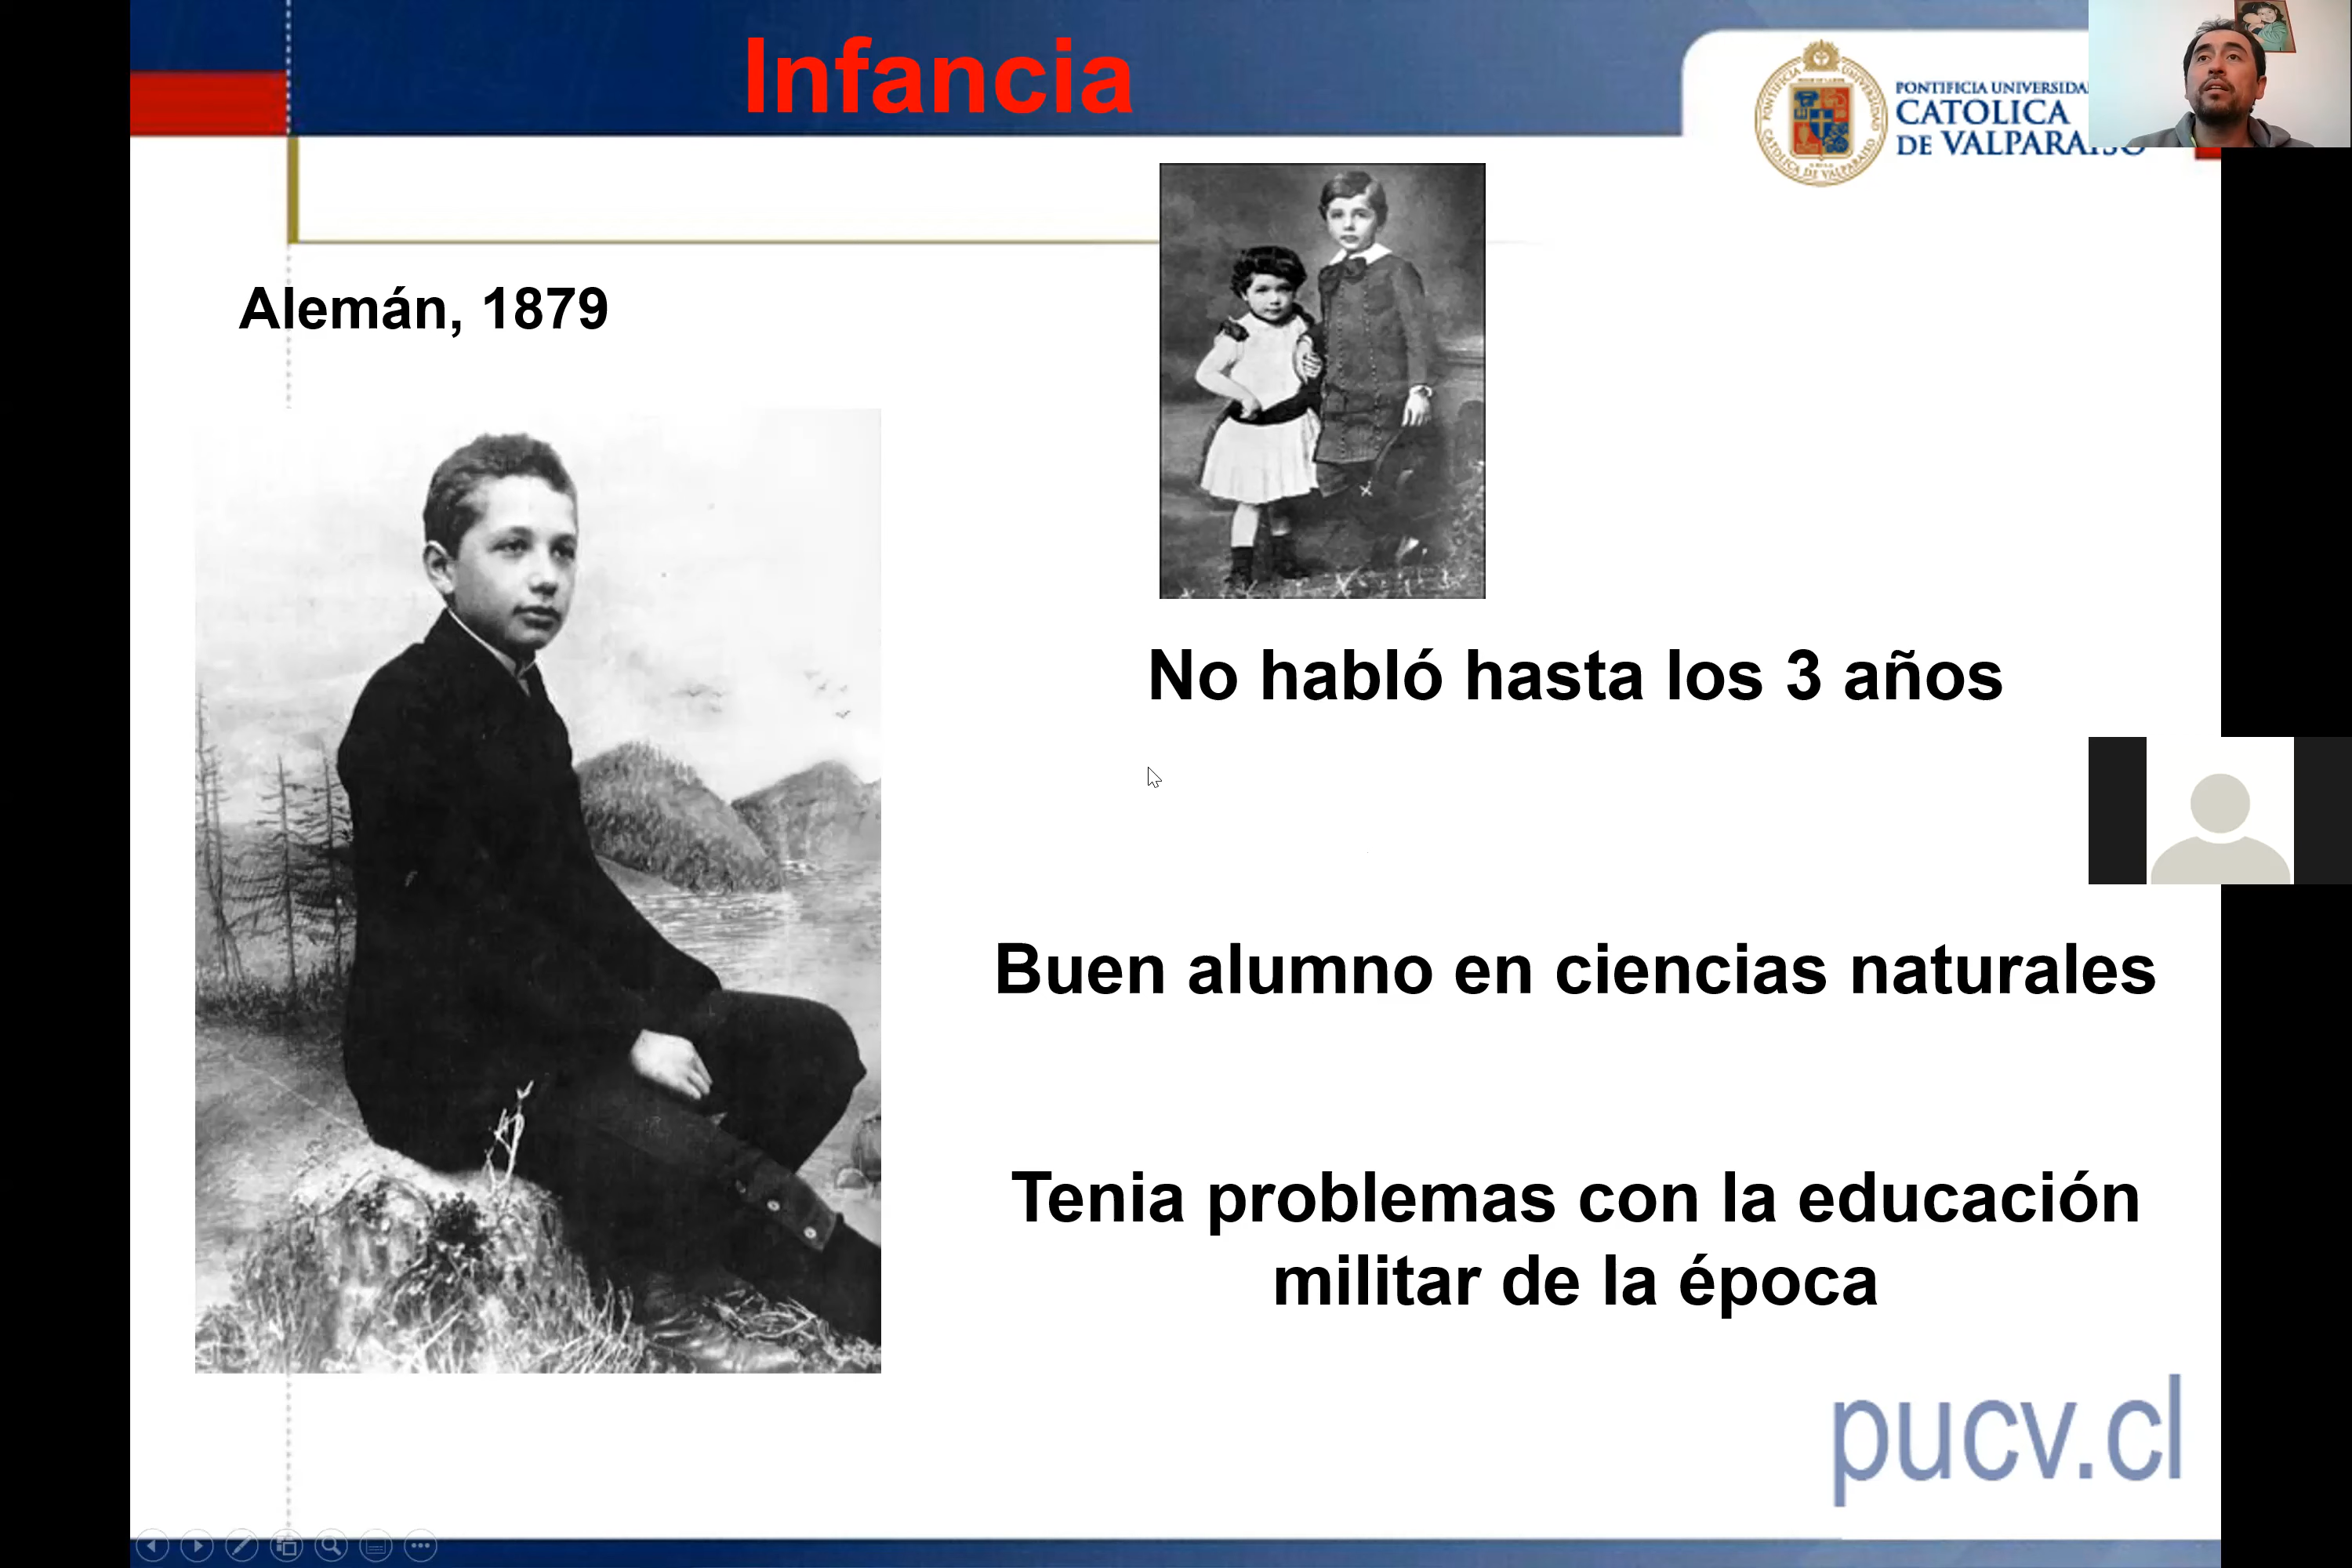 Infancia
PONTIFICIA UNIVERSIDA
CATOLICA
DE VALPARAISO
Alemán, 1879
No habló hasta los 3 años
Buen alumno en ciencias naturales
Tenia problemas con la educación
militar de la época
pucv.cl